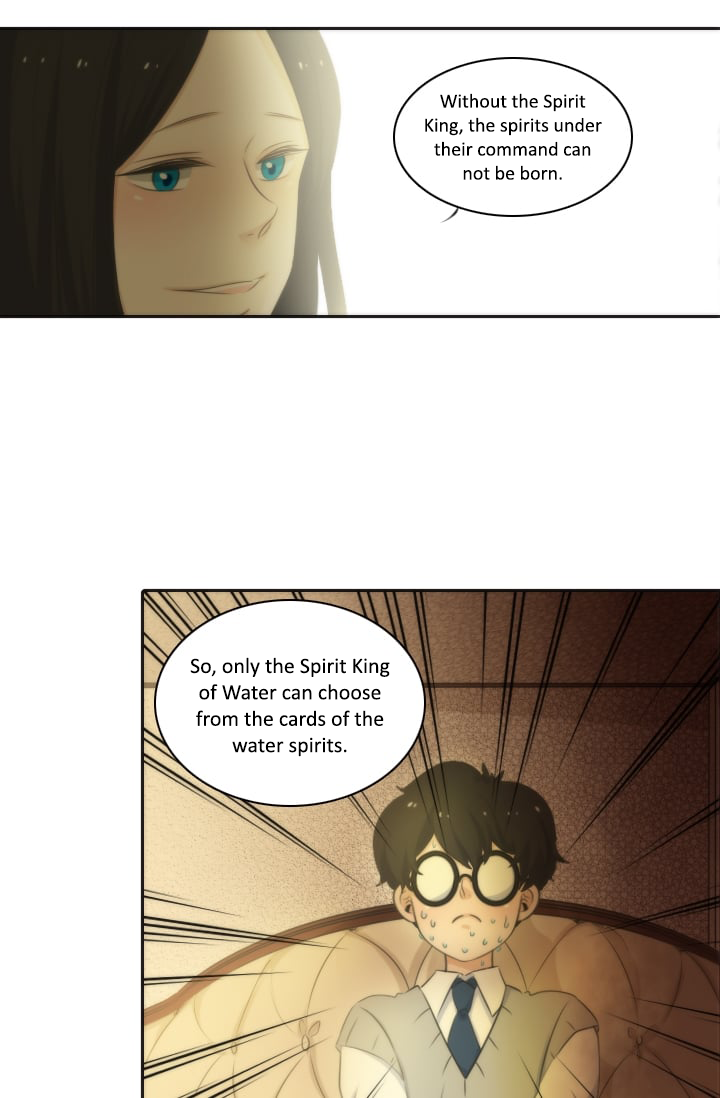 Without the Spirit
King, the spirits under
their command can
not be born.
So, only the Spirit King
of Water can choose
from the cards of the
water spirits.